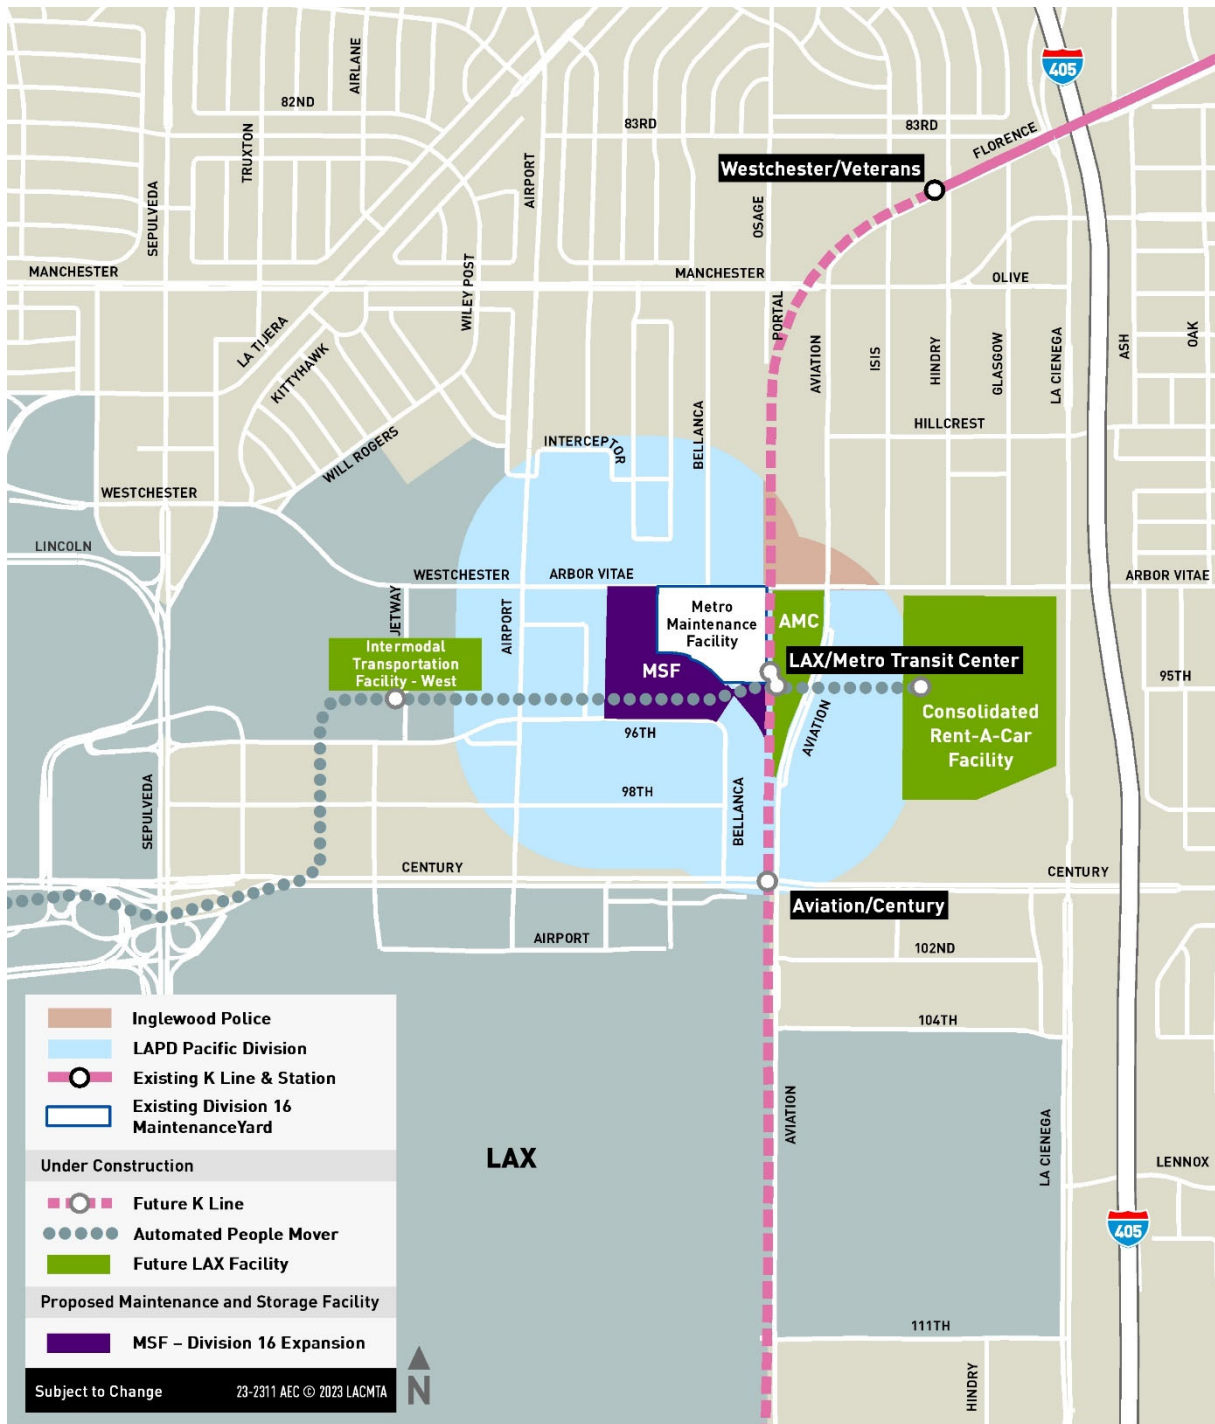 405
AIRLANE
82ND
TRUXTON
83RD
83RD
FLORENCE
Westchester/Veterans
AIRPORT
SEPULVEDA
OSAGE
MANCHESTER
MANCHESTER
OLIVE
WILEY POST
PORTAL
LA TIJERA
KITTYHAWK
AVIATION
ISIS
HINDRY
GLASGOW
LA CIENEGA
ASH
OAK
HILLCREST
INTERCEPTOR
BELLANCA
WILL ROGERS
WESTCHESTER
LINCOLN
WESTCHESTER
ARBOR VITAE
ARBOR VITAE
JETWAY
AIRPORT
Metro
Maintenance
Facility
AMC
Intermodal
Transportation
Facility - West
MSF
LAX/Metro Transit Center
95TH
Consolidated
Rent-A-Car
Facility
AVIATION
96TH
98TH
BELLANCA
SEPULVEDA
CENTURY
CENTURY
Aviation/Century
AIRPORT
102ND
104TH
AVIATION
LA CIENEGA
LAX
LENNOX
405
111TH
HINDRY
Inglewood Police
LAPD Pacific Division
Existing K Line & Station
Existing Division 16
MaintenanceYard
Under Construction
Future K Line
Automated People Mover
Future LAX Facility
Proposed Maintenance and Storage Facility
MSF – Division 16 Expansion
Subject to Change 23-2311 AEC © 2023 LACMTA
N